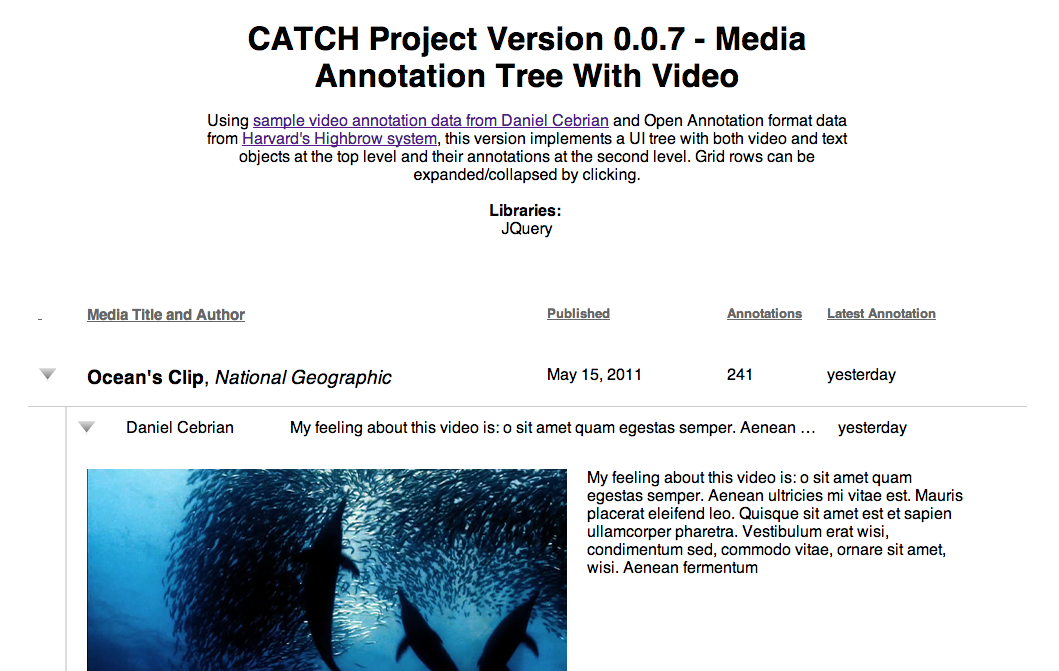 CATCH Project Version 0.0.7 - Media
Annotation Tree With Video
Using sample video annotation data from Daniel Cebrian and Open Annotation format data
from Harvard's Highbrow system, this version implements a UI tree with both video and text
objects at the top level and their annotations at the second level. Grid rows can be
expanded/collapsed by clicking.
Libraries:
JQuery
Media Title and Author Published Annotations Latest Annotation
Ocean's Clip, National Geographic May 15, 2011 241 yesterday
Daniel Cebrian My feeling about this video is: o sit amet quam egestas semper. Aenean ... yesterday
My feeling about this video is: o sit amet quam
egestas semper. Aenean ultricies mi vitae est. Mauris
placerat eleifend leo. Quisque sit amet est et sapien
ullamcorper pharetra. Vestibulum erat wisi,
condimentum sed, commodo vitae, ornare sit amet,
wisi. Aenean fermentum